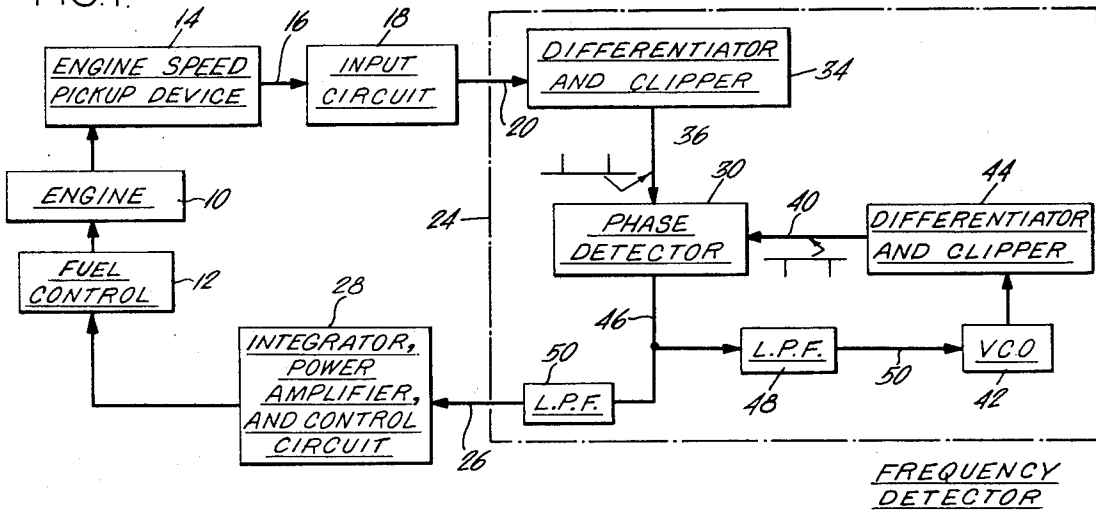 FIG.1.
14
16
18
ENGINE SPEED
PICKUP DEVICE
INPUT
CIRCUIT
20
DIFFERENTIATOR
AND CLIPPER
34
36
ENGINE
10
24
30
PHASE
DETECTOR
40
44
DIFFERENTIATOR
AND CLIPPER
FUEL
CONTROL
12
28
INTEGRATOR,
POWER
AMPLIFIER,
AND CONTROL
CIRCUIT
26
50
L.P.F.
46
L.P.F.
48
50
VCO
42
FREQUENCY
DETECTOR